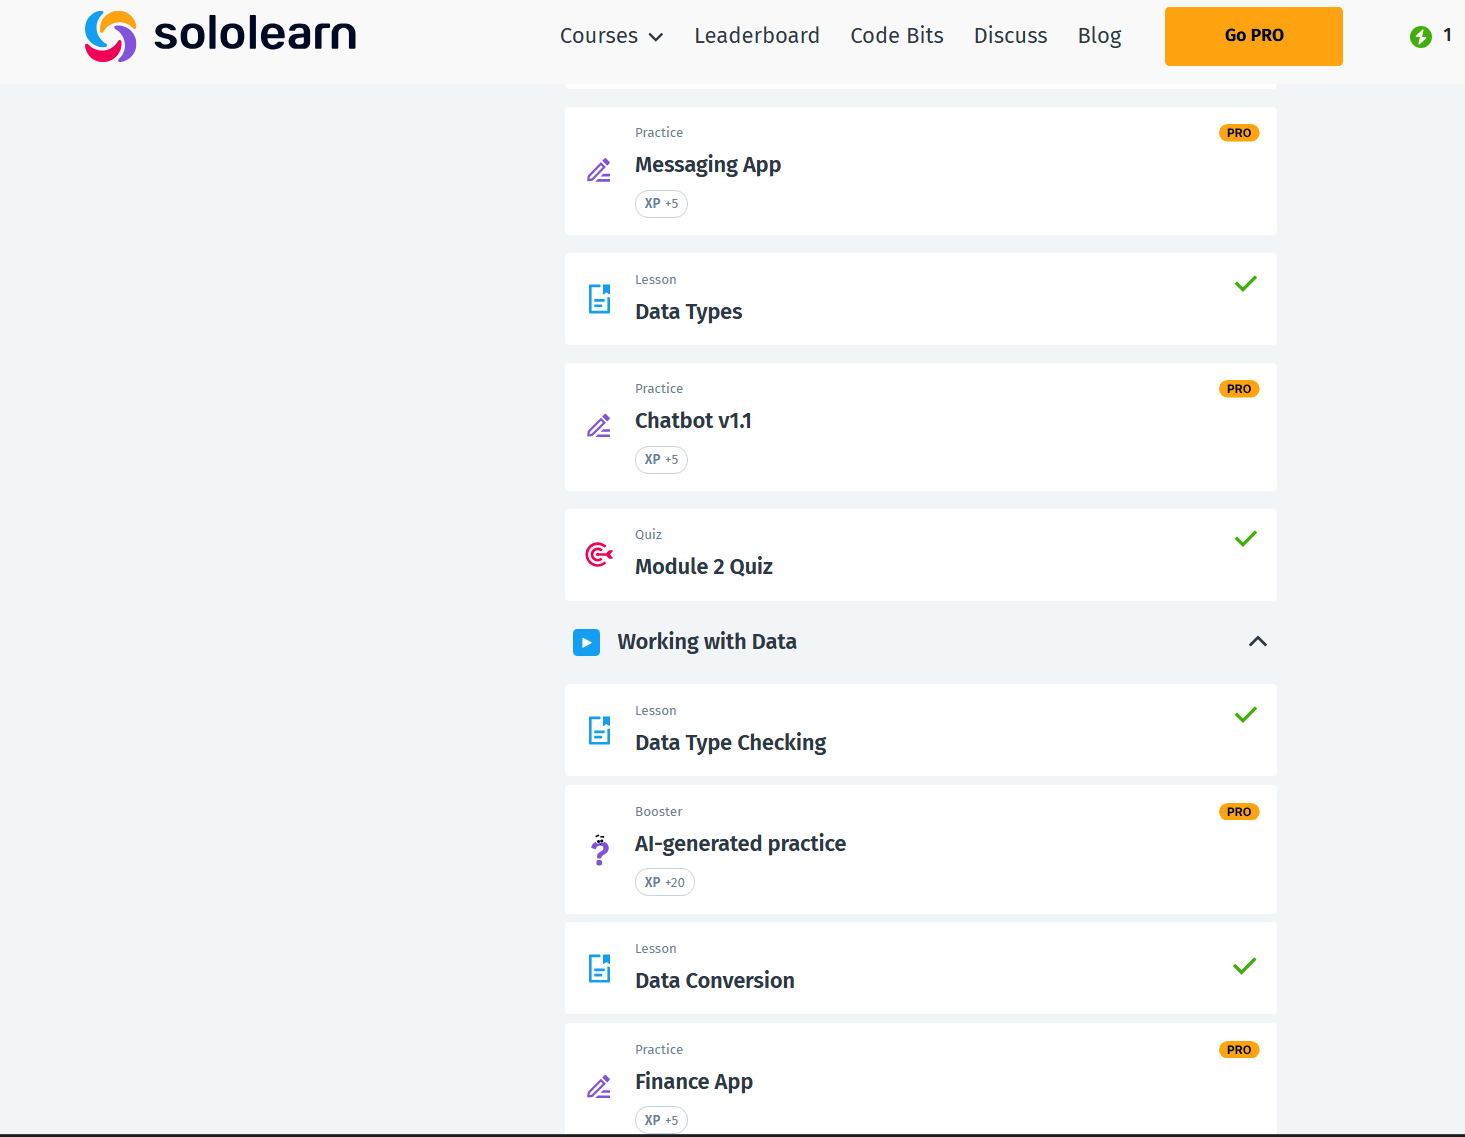 sololearn
Courses Leaderboard Code Bits Discuss Blog Go PRO 1
Practice PRO
Messaging App
XP +5
Lesson
Data Types
Practice PRO
Chatbot v1.1
XP +5
Quiz
Module 2 Quiz
Working with Data
Lesson
Data Type Checking
Booster PRO
AI-generated practice
XP +20
Lesson
Data Conversion
Practice PRO
Finance App
XP +5